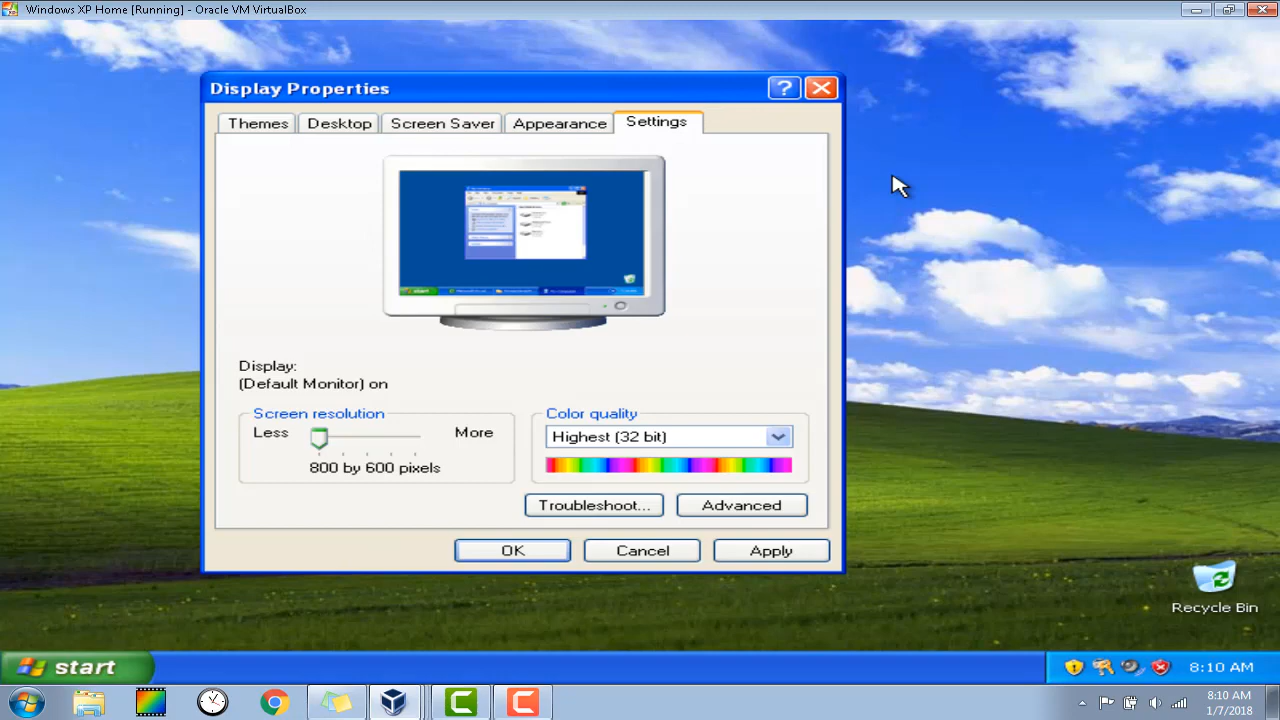 Windows XP Home [Running] - Oracle VM VirtualBox
Display Properties
?
Themes
Desktop
Screen Saver
Appearance
Settings
Display:
(Default Monitor) on
Screen resolution
Less
More
800 by 600 pixels
Color quality
Highest (32 bit)
Troubleshoot...
Advanced
OK
Cancel
Apply
Recycle Bin
start
8:10 AM
8:10 AM
1/7/2018